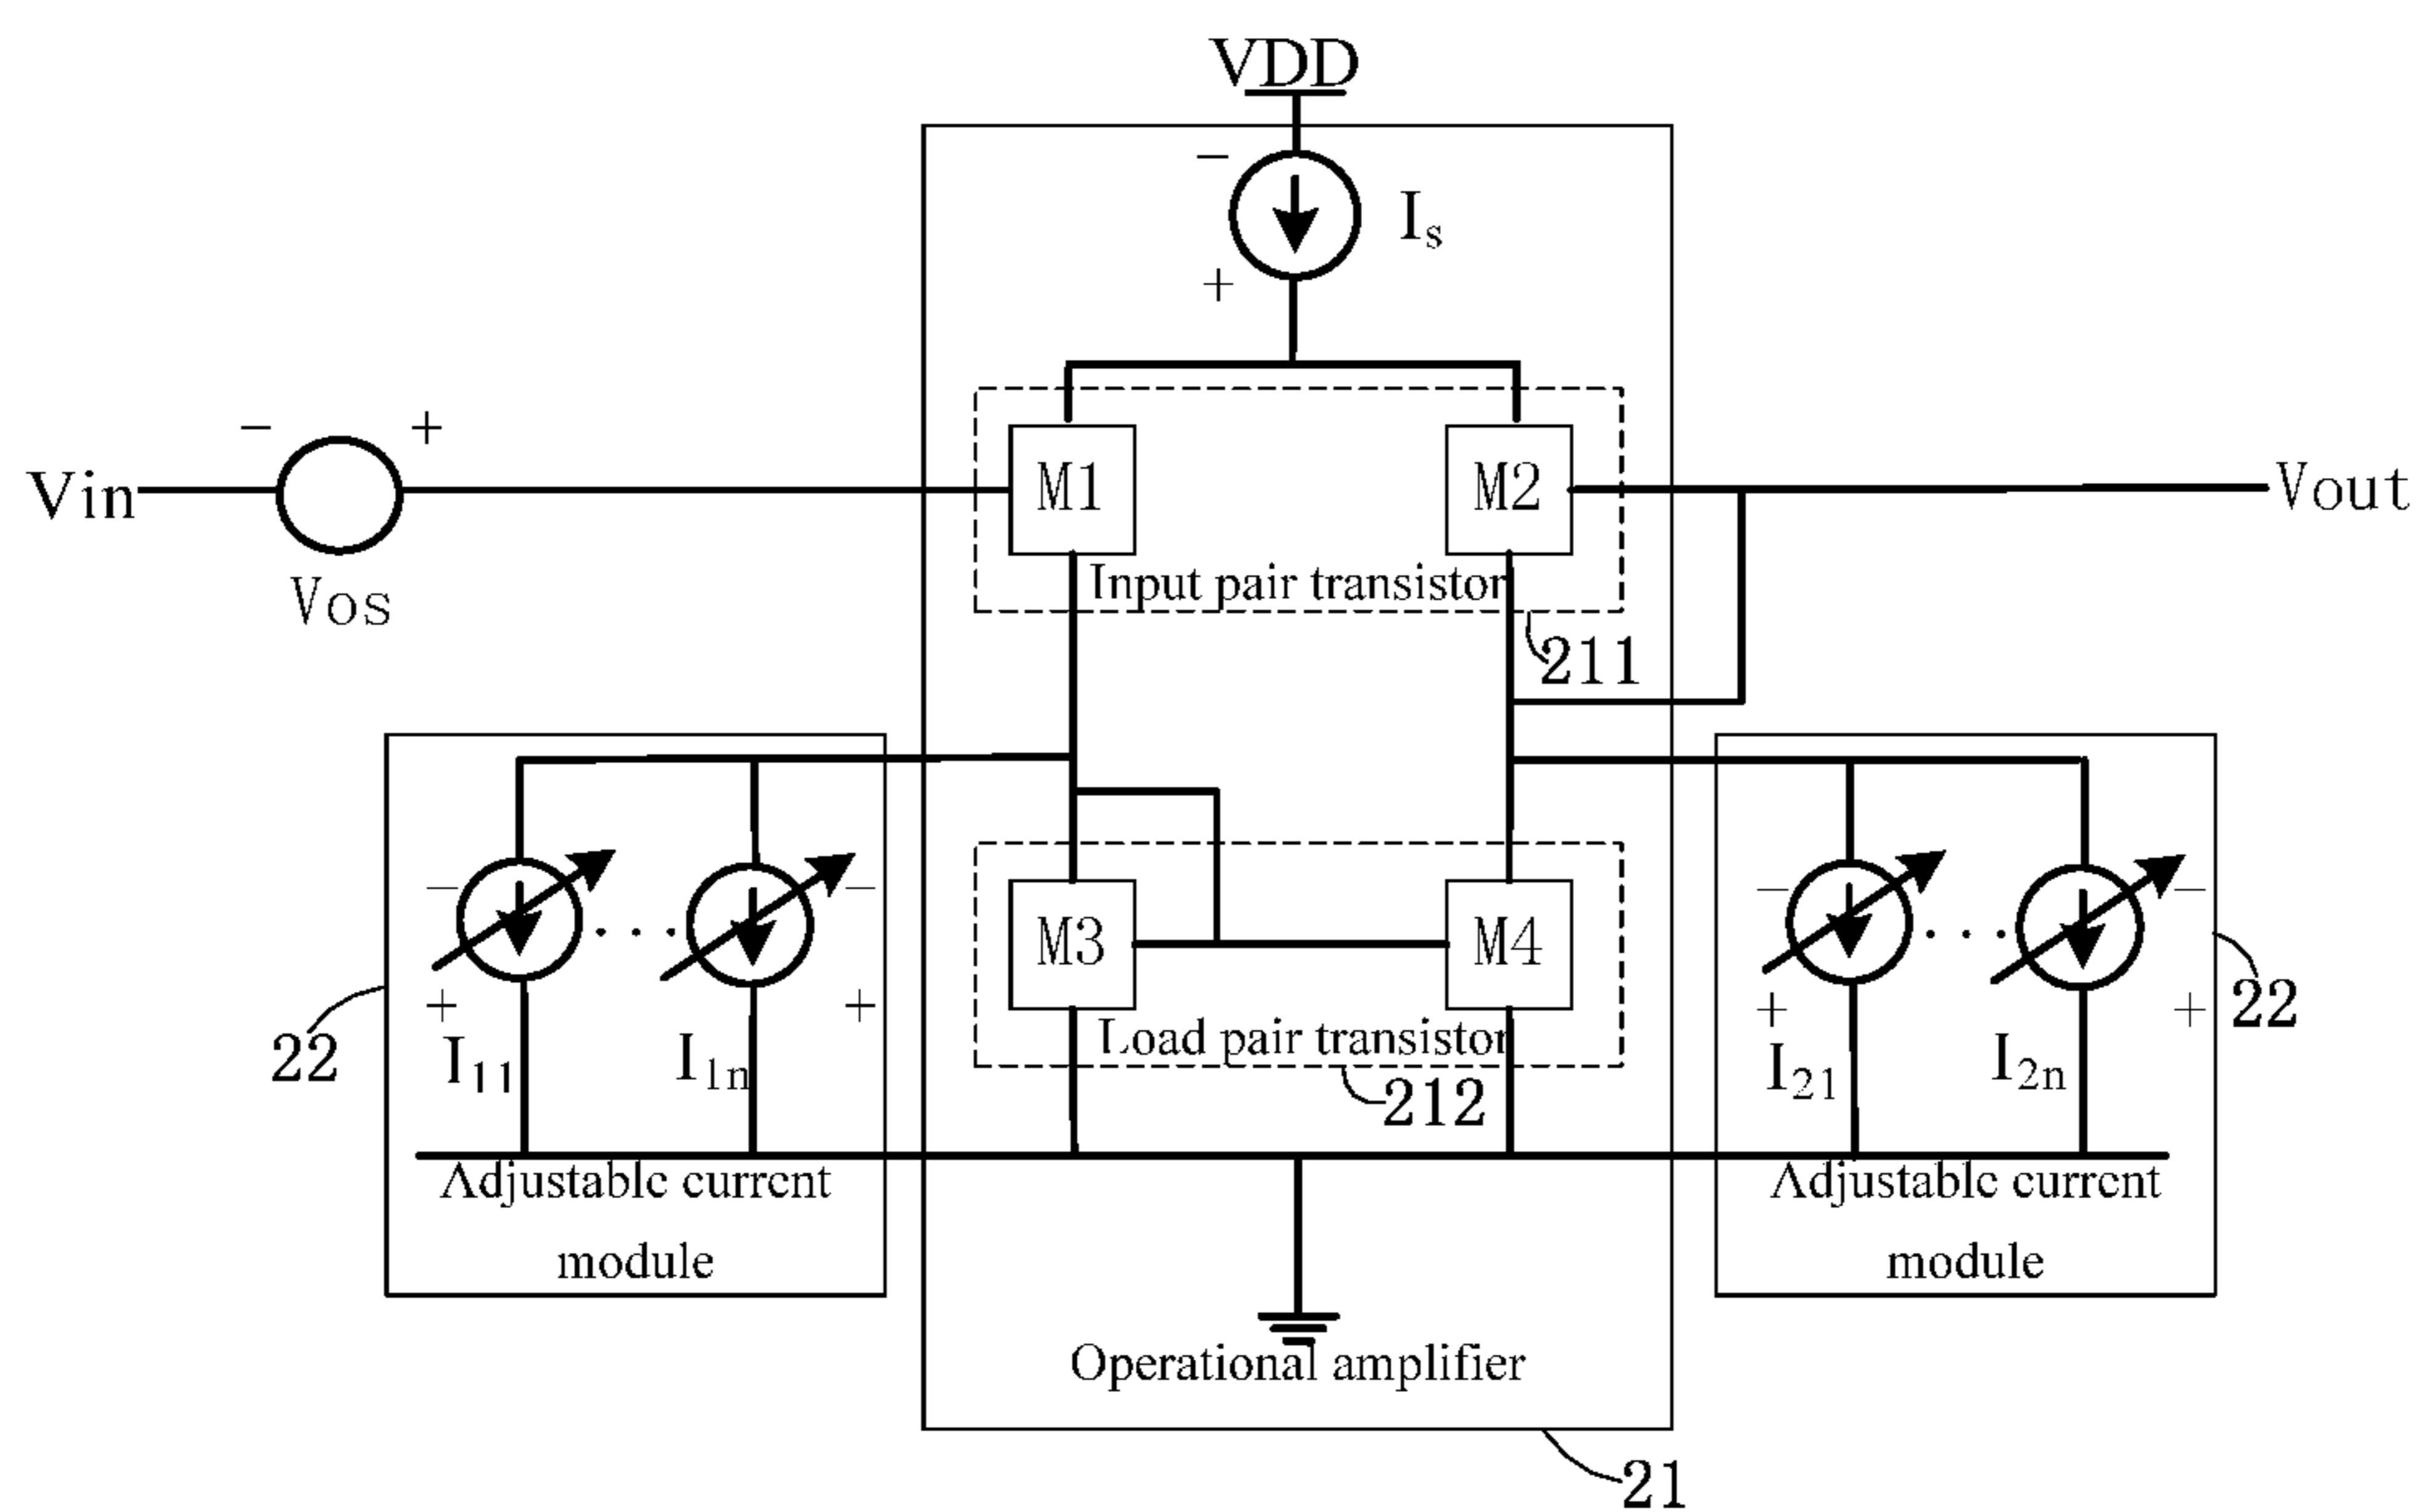 VDD
−
Is
+
− +
Vin
Vos
M1
M2
Vout
Input pair transistor
211
− . . . −
+ +
I11
I1n
22
M3
M4
Load pair transistor
212
− . . . −
+ +
I21
I2n
22
Adjustable current
module
Adjustable current
module
Operational amplifier
21